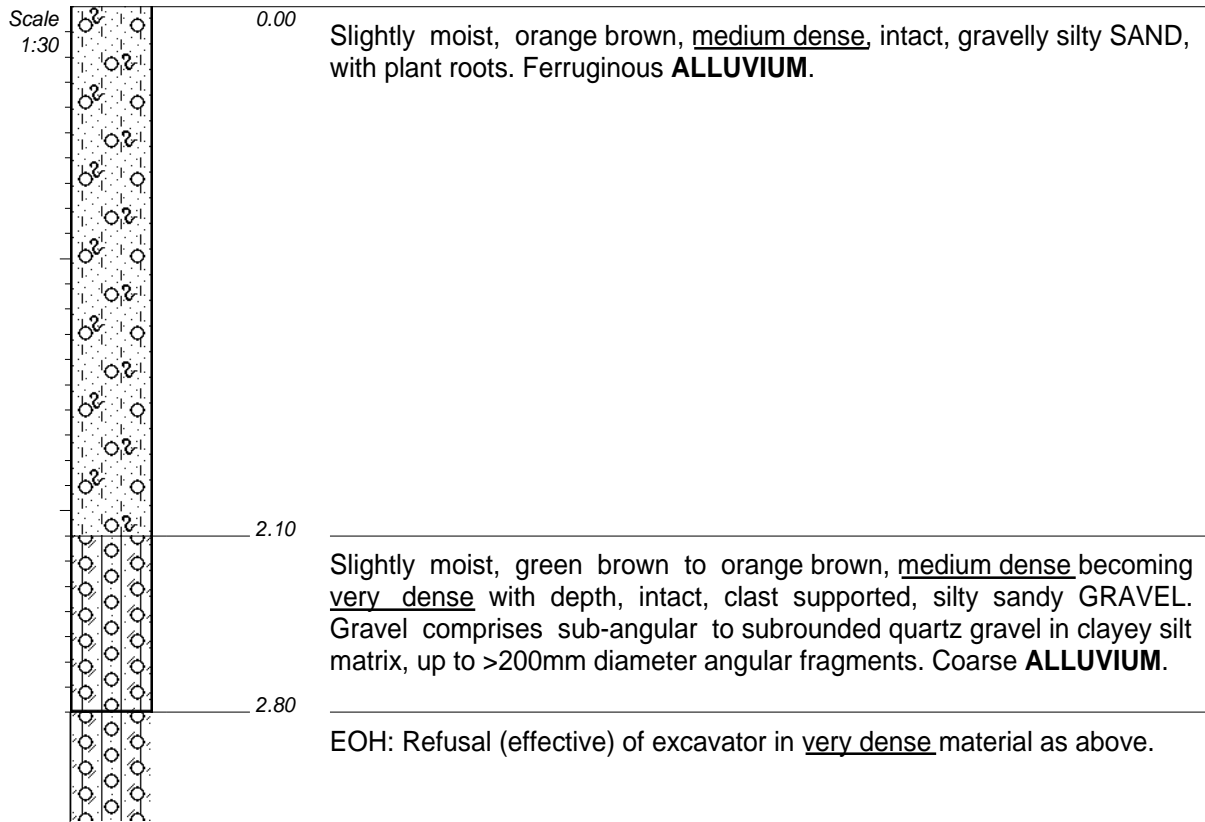 Scale
1:30
0.00
Slightly moist, orange brown, medium dense, intact, gravelly silty SAND,
with plant roots. Ferruginous ALLUVIUM.
2.10
Slightly moist, green brown to orange brown, medium dense becoming
very dense with depth, intact, clast supported, silty sandy GRAVEL.
Gravel comprises sub-angular to subrounded quartz gravel in clayey silt
matrix, up to >200mm diameter angular fragments. Coarse ALLUVIUM.
2.80
EOH: Refusal (effective) of excavator in very dense material as above.